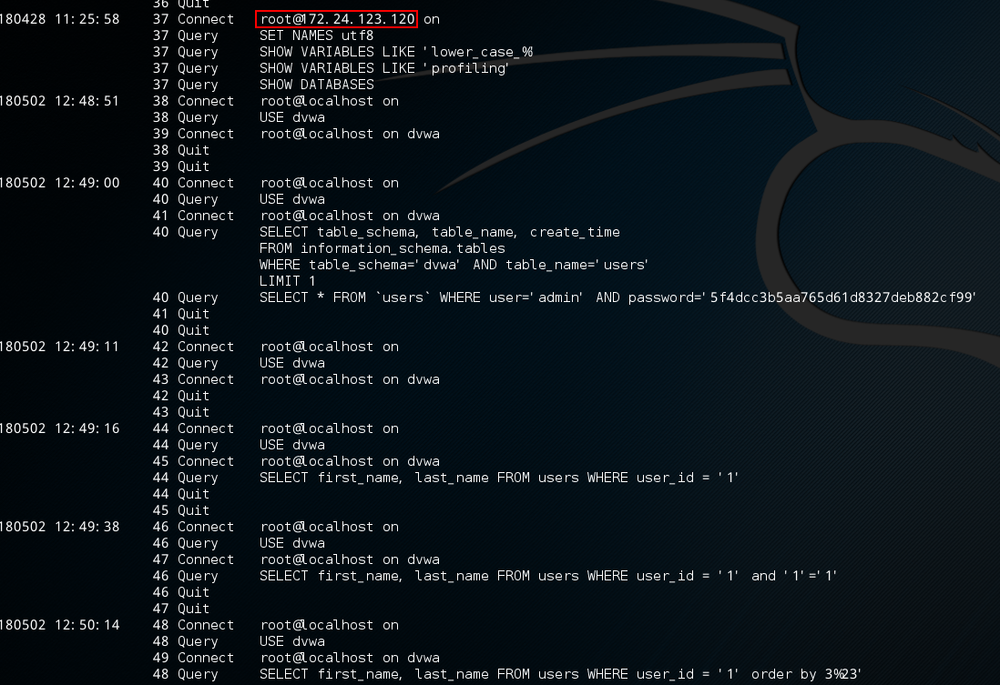 36 Quit
180428 11:25:58 37 Connect root@172.24.123.120 on
37 Query SET NAMES utf8
37 Query SHOW VARIABLES LIKE 'lower_case_%'
37 Query SHOW VARIABLES LIKE 'profiling'
37 Query SHOW DATABASES
180502 12:48:51 38 Connect root@localhost on
38 Query USE dvwa
39 Connect root@localhost on dvwa
38 Quit
39 Quit
180502 12:49:00 40 Connect root@localhost on
40 Query USE dvwa
41 Connect root@localhost on dvwa
40 Query SELECT table_schema, table_name, create_time
FROM information_schema.tables
WHERE table_schema='dvwa' AND table_name='users'
LIMIT 1
40 Query SELECT * FROM `users` WHERE user='admin' AND password='5f4dcc3b5aa765d61d8327deb882cf99'
41 Quit
40 Quit
180502 12:49:11 42 Connect root@localhost on
42 Query USE dvwa
43 Connect root@localhost on dvwa
42 Quit
43 Quit
180502 12:49:16 44 Connect root@localhost on
44 Query USE dvwa
45 Connect root@localhost on dvwa
44 Query SELECT first_name, last_name FROM users WHERE user_id = '1'
44 Quit
45 Quit
180502 12:49:38 46 Connect root@localhost on
46 Query USE dvwa
47 Connect root@localhost on dvwa
46 Query SELECT first_name, last_name FROM users WHERE user_id = '1' and '1'='1'
46 Quit
47 Quit
180502 12:50:14 48 Connect root@localhost on
48 Query USE dvwa
49 Connect root@localhost on dvwa
48 Query SELECT first_name, last_name FROM users WHERE user_id = '1' order by 3%23'